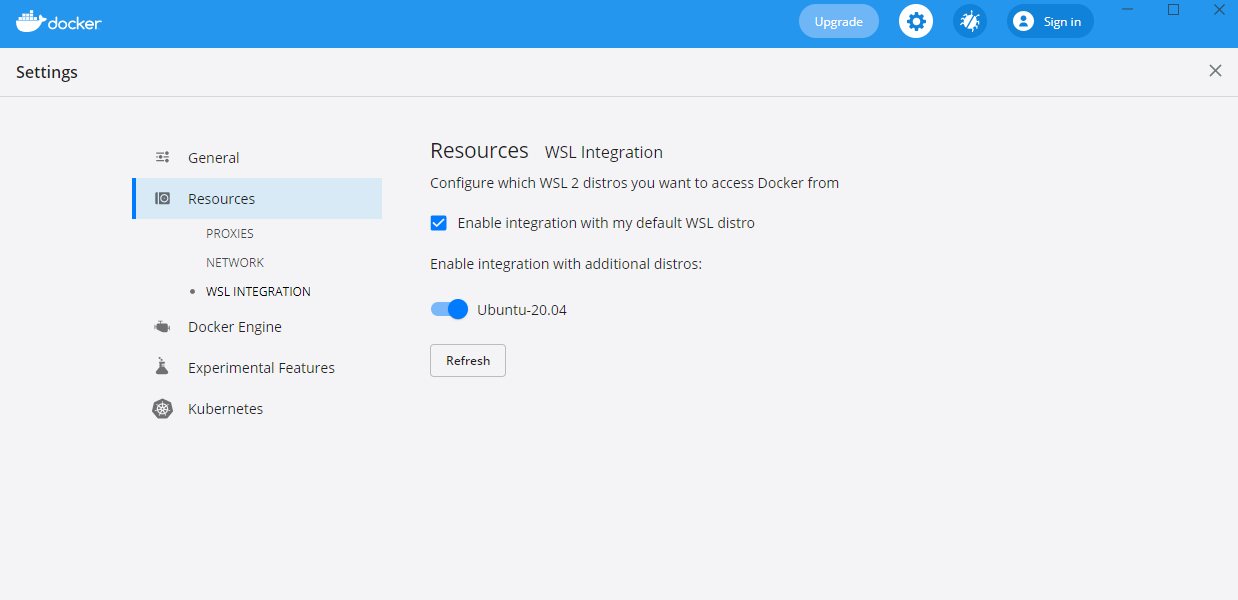 docker
Upgrade
Sign in
Settings
General
Resources
PROXIES
NETWORK
WSL INTEGRATION
Docker Engine
Experimental Features
Kubernetes
Resources WSL Integration
Configure which WSL 2 distros you want to access Docker from
Enable integration with my default WSL distro
Enable integration with additional distros:
Ubuntu-20.04
Refresh